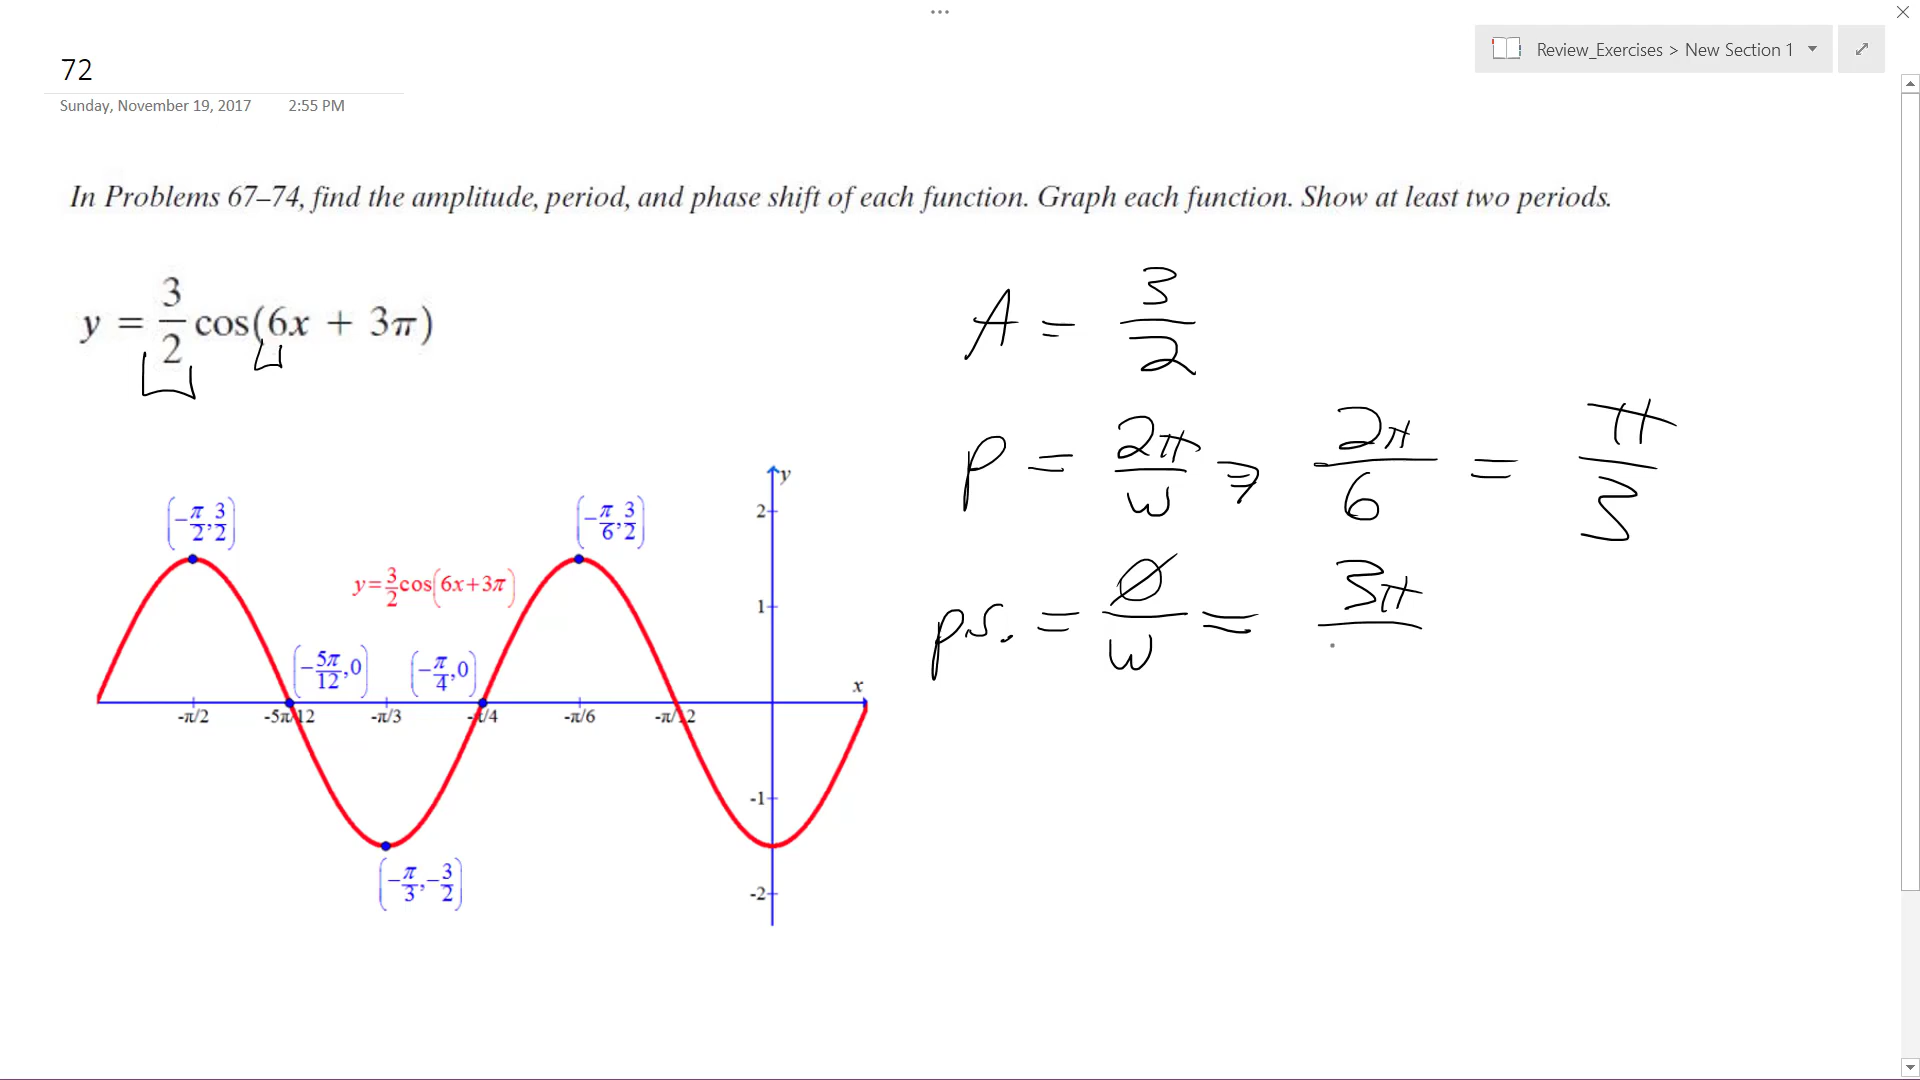 ...
Review_Exercises > New Section 1
72
Sunday, November 19, 2017 2:55 PM
In Problems 67–74, find the amplitude, period, and phase shift of each function. Graph each function. Show at least two periods.
y = 3/2 cos(6x + 3π)
A = 3/2
P = 2π/w ⇒ 2π/6 = π/3
p.s. = Ø/w = 3π
y
2
1
-1
-2
x
(-π/2, 3/2)
(-π/6, 3/2)
y=3/2cos(6x+3π)
(-5π/12, 0)
(-π/4, 0)
-π/2 -5π/12 -π/3 -π/4 -π/6 -π/12
(-π/3, -3/2)